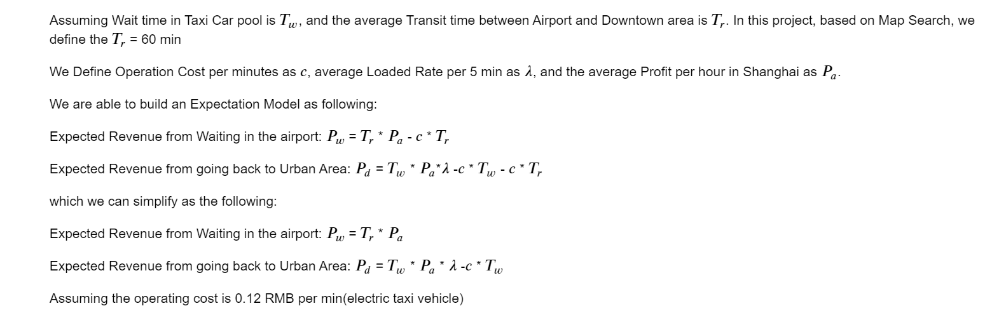 Assuming Wait time in Taxi Car pool is T_w, and the average Transit time between Airport and Downtown area is T_r. In this project, based on Map Search, we
define the T_r = 60 min
We Define Operation Cost per minutes as c, average Loaded Rate per 5 min as λ, and the average Profit per hour in Shanghai as P_a.
We are able to build an Expectation Model as following:
Expected Revenue from Waiting in the airport: P_w = T_r * P_a - c * T_r
Expected Revenue from going back to Urban Area: P_d = T_w * P_a*λ -c * T_w - c * T_r
which we can simplify as the following:
Expected Revenue from Waiting in the airport: P_w = T_r * P_a
Expected Revenue from going back to Urban Area: P_d = T_w * P_a * λ -c * T_w
Assuming the operating cost is 0.12 RMB per min(electric taxi vehicle)